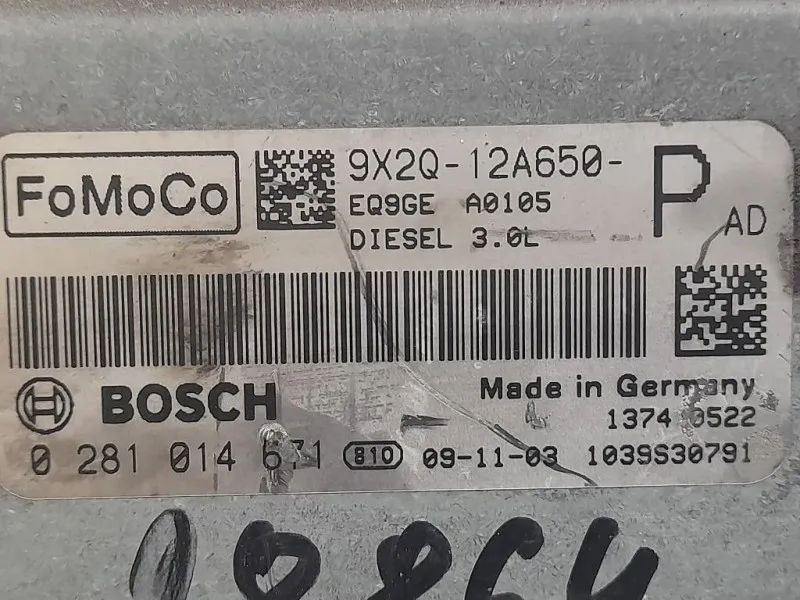 FoMoCo
9X2Q-12A650- P AD
EQ9GE A0105
DIESEL 3.0L
BOSCH
Made in Germany
1374 0522
0 281 014 671 810 09-11-03 1039S30791